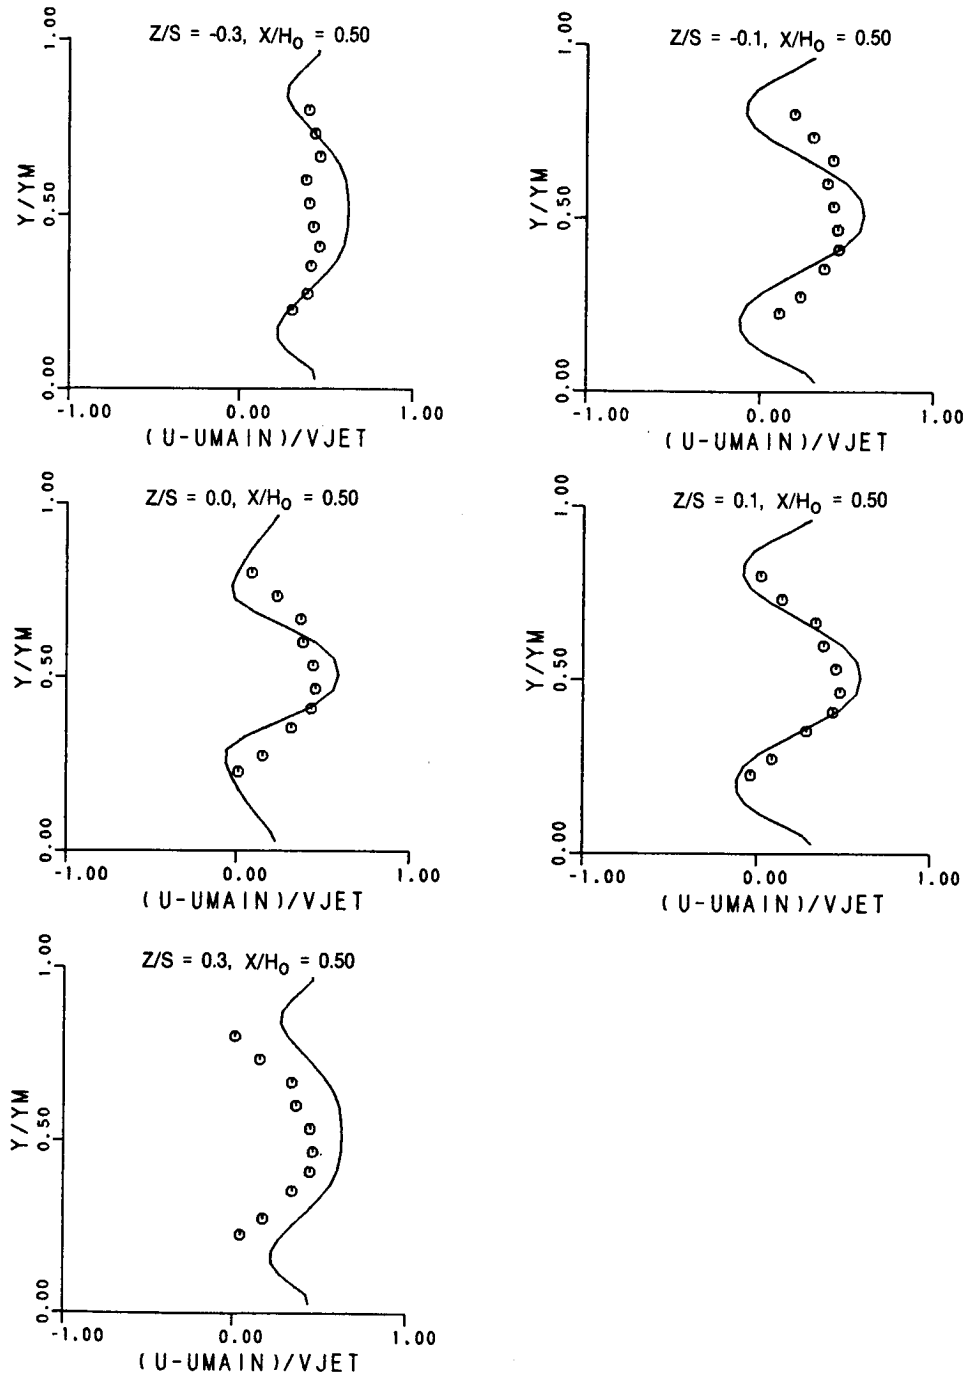 Z/S = -0.3, X/H0 = 0.50
1.00
Y/YM
0.50
0.00
-1.00 0.00 1.00
(U-UMAIN)/VJET
Z/S = -0.1, X/H0 = 0.50
1.00
Y/YM
0.50
0.00
-1.00 0.00 1.00
(U-UMAIN)/VJET
Z/S = 0.0, X/H0 = 0.50
1.00
Y/YM
0.50
0.00
-1.00 0.00 1.00
(U-UMAIN)/VJET
Z/S = 0.1, X/H0 = 0.50
1.00
Y/YM
0.50
0.00
-1.00 0.00 1.00
(U-UMAIN)/VJET
Z/S = 0.3, X/H0 = 0.50
1.00
Y/YM
0.50
0.00
-1.00 0.00 1.00
(U-UMAIN)/VJET